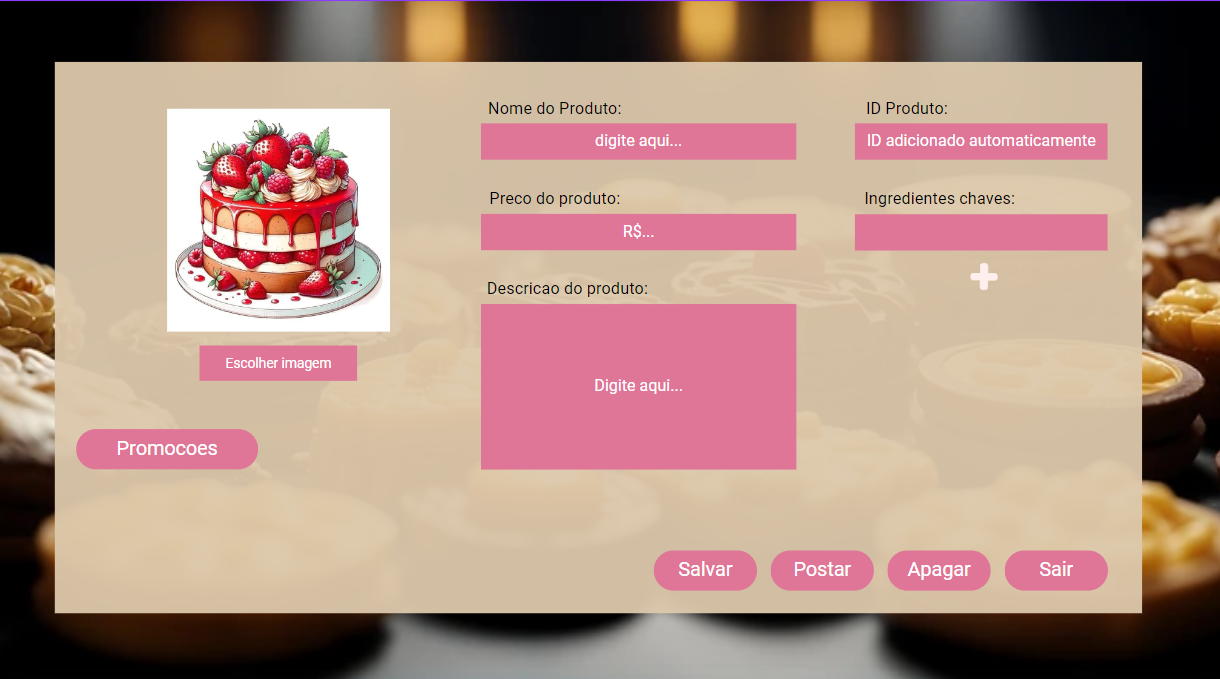 Nome do Produto:
digite aqui...
ID Produto:
ID adicionado automaticamente
Preco do produto:
R$...
Ingredientes chaves:
Descricao do produto:
Digite aqui...
Escolher imagem
Promocoes
Salvar
Postar
Apagar
Sair